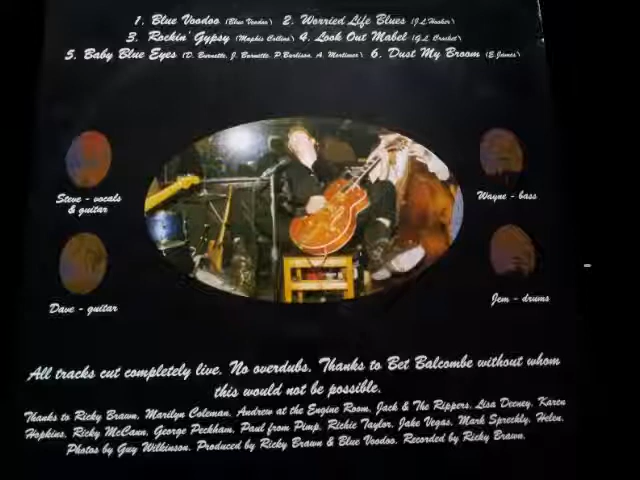 1. Blue Voodoo (Blue Voodoo) 2. Worried Life Blues (J.L.Hooker)
3. Rockin' Gypsy (Maphis Collins) 4. Look Out Mabel (G.L. Crocket)
5. Baby Blue Eyes (D. Burnette, J. Burnette, P.Burlison, A. Mortimer) 6. Dust My Broom (E.James)
Steve - vocals
& guitar
Wayne - bass
Dave - guitar
Jem - drums
All tracks cut completely live. No overdubs. Thanks to Bet Balcombe without whom
this would not be possible.
Thanks to Ricky Brawn, Marilyn Coleman, Andrew at the Engine Room, Jack & The Rippers, Lisa Deeney, Karen
Hopkins, Ricky McCann, George Peckham, Paul from Pimp, Richie Taylor, Jake Vegas, Mark Spreckly, Helen.
Photos by Guy Wilkinson. Produced by Ricky Brawn & Blue Voodoo. Recorded by Ricky Brawn.